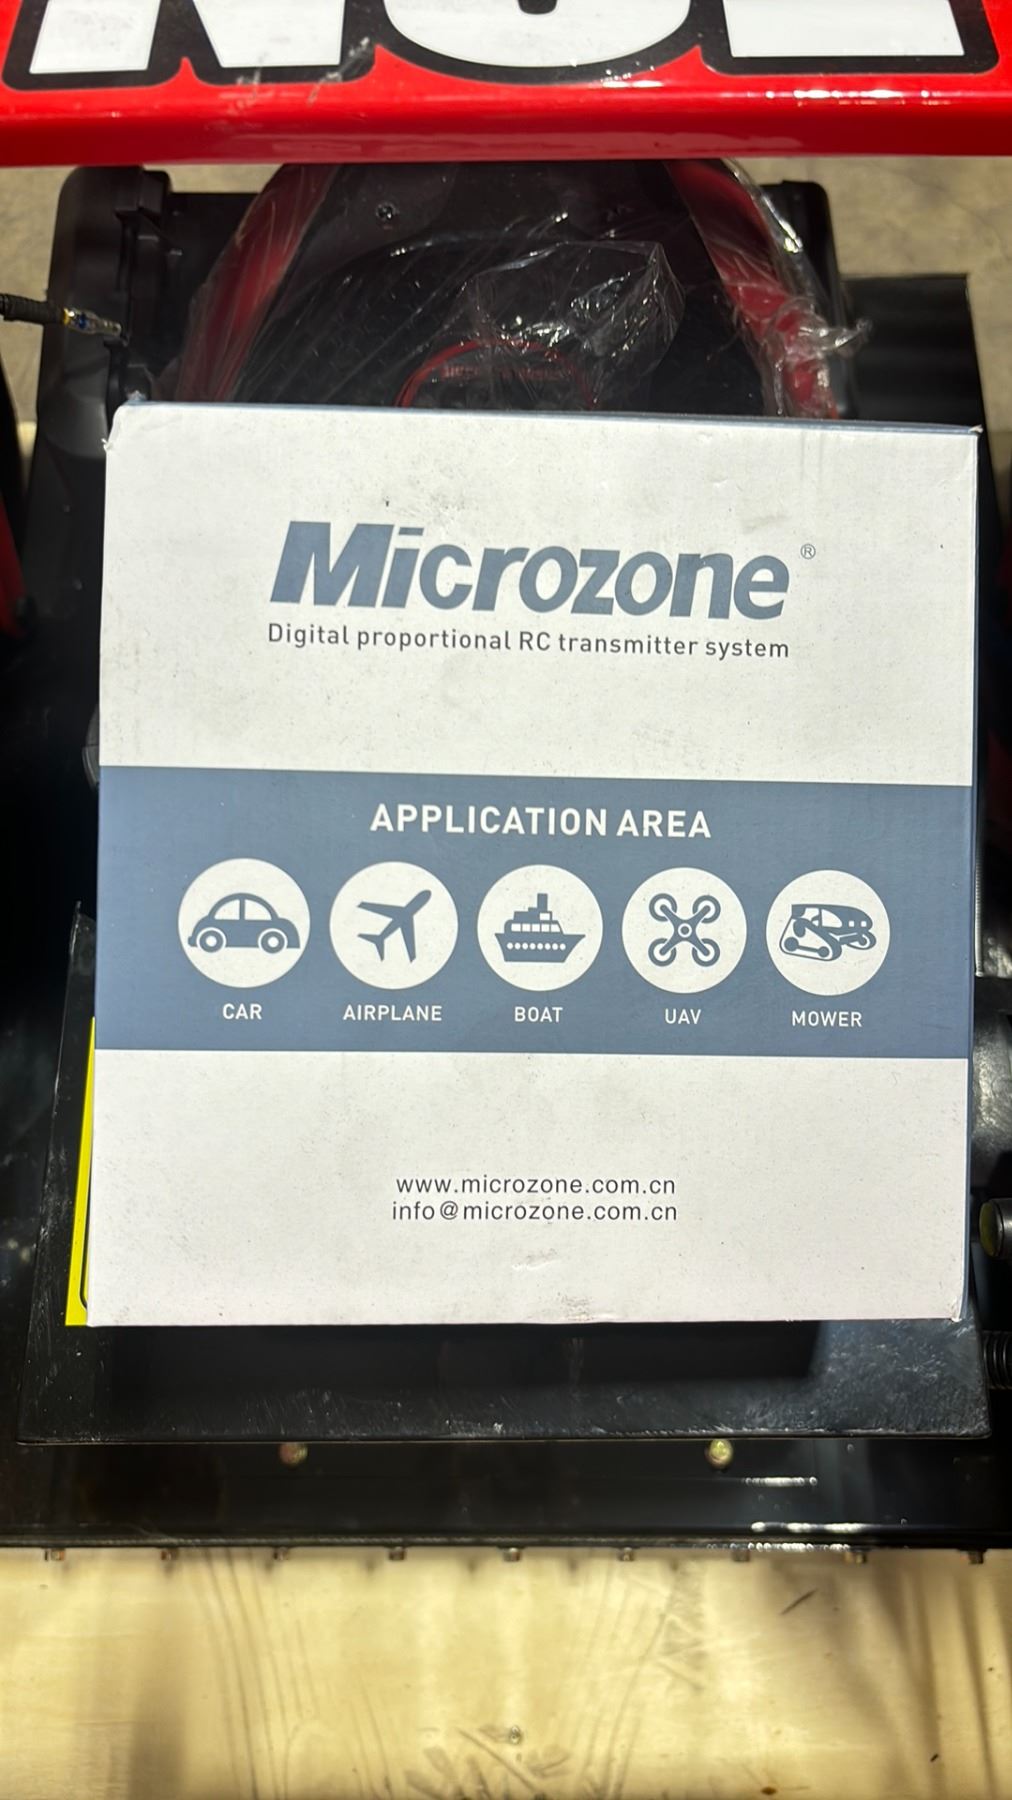 Microzone®
Digital proportional RC transmitter system
APPLICATION AREA
CAR AIRPLANE BOAT UAV MOWER
www.microzone.com.cn
info@microzone.com.cn